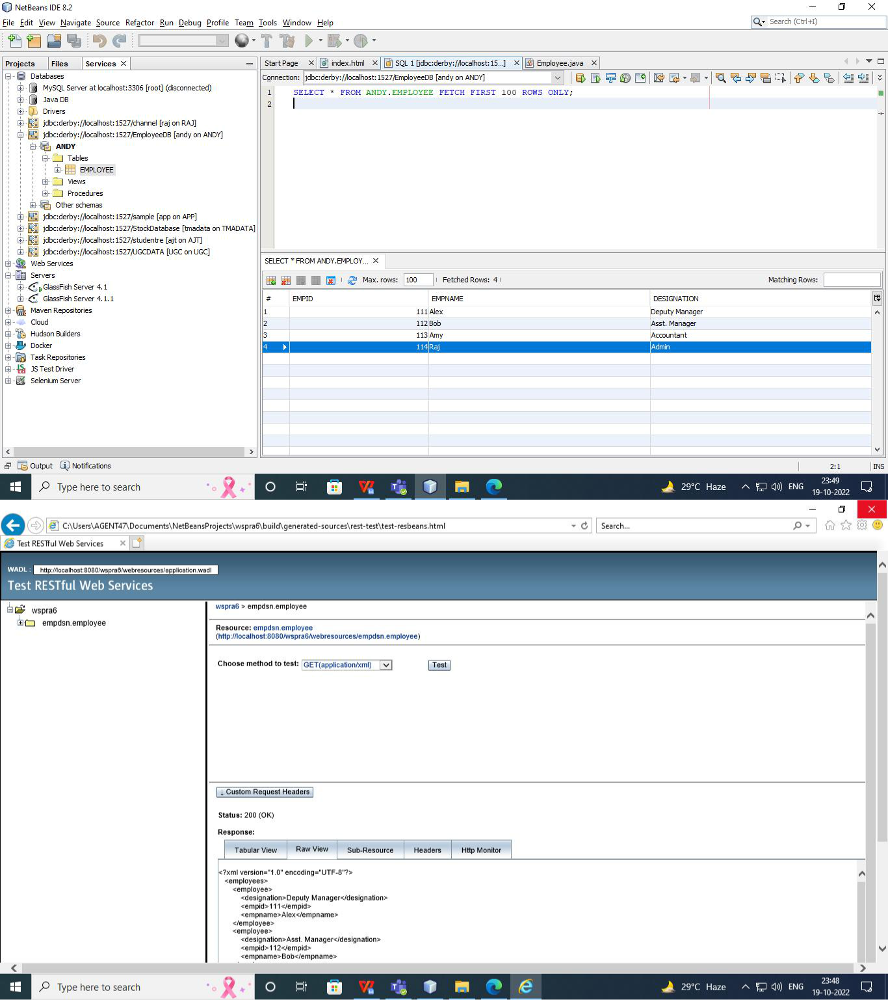 NetBeans IDE 8.2
File Edit View Navigate Source Refactor Run Debug Profile Team Tools Window Help
Search (Ctrl+I)
Projects Files Services
Start Page index.html SQL 1 [jdbc:derby://localhost:15...] Employee.java
Connection: jdbc:derby://localhost:1527/EmployeeDB [andy on ANDY]
1 SELECT * FROM ANDY.EMPLOYEE FETCH FIRST 100 ROWS ONLY;
2
Databases
MySQL Server at localhost:3306 [root] (disconnected)
Java DB
Drivers
jdbc:derby://localhost:1527/channel [raj on RAJ]
jdbc:derby://localhost:1527/EmployeeDB [andy on ANDY]
ANDY
Tables
EMPLOYEE
Views
Procedures
Other schemas
jdbc:derby://localhost:1527/sample [app on APP]
jdbc:derby://localhost:1527/StockDatabase [tmadata on TMADATA]
jdbc:derby://localhost:1527/studentre [ajt on AJT]
jdbc:derby://localhost:1527/UGCDATA [UGC on UGC]
Web Services
Servers
GlassFish Server 4.1
GlassFish Server 4.1.1
Maven Repositories
Cloud
Hudson Builders
Docker
Task Repositories
JS Test Driver
Selenium Server
SELECT * FROM ANDY.EMPLOY...
Max. rows: 100 Fetched Rows: 4 Matching Rows:
# EMPID EMPNAME DESIGNATION
1 111 Alex Deputy Manager
2 112 Bob Asst. Manager
3 113 Amy Accountant
4 114 Raj Admin
Output Notifications
2:1 INS
Type here to search
29°C Haze
ENG
23:49
19-10-2022
C:\Users\AGENT47\Documents\NetBeansProjects\wspra6\build\generated-sources\rest-test\test-resbeans.html
Search...
Test RESTful Web Services
WADL : http://localhost:8080/wspra6/webresources/application.wadl
Test RESTful Web Services
wspra6
empdsn.employee
wspra6 > empdsn.employee
Resource: empdsn.employee
(http://localhost:8080/wspra6/webresources/empdsn.employee)
Choose method to test: GET(application/xml) Test
↓ Custom Request Headers
Status: 200 (OK)
Response:
Tabular View Raw View Sub-Resource Headers Http Monitor
<?xml version="1.0" encoding="UTF-8"?>
<employees>
<employee>
<designation>Deputy Manager</designation>
<empid>111</empid>
<empname>Alex</empname>
</employee>
<employee>
<designation>Asst. Manager</designation>
<empid>112</empid>
<empname>Bob</empname>
Type here to search
29°C Haze
ENG
23:48
19-10-2022